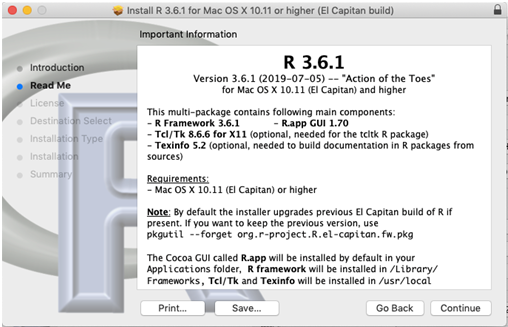 Install R 3.6.1 for Mac OS X 10.11 or higher (El Capitan build)
Important Information
Introduction
Read Me
License
Destination Select
Installation Type
Installation
Summary
R 3.6.1
Version 3.6.1 (2019-07-05) -- "Action of the Toes"
for Mac OS X 10.11 (El Capitan) and higher
This multi-package contains following main components:
- R Framework 3.6.1 - R.app GUI 1.70
- Tcl/Tk 8.6.6 for X11 (optional, needed for the tcltk R package)
- Texinfo 5.2 (optional, needed to build documentation in R packages from
sources)
Requirements:
- Mac OS X 10.11 (El Capitan) or higher
Note: By default the installer upgrades previous El Capitan build of R if
present. If you want to keep the previous version, use
pkgutil --forget org.r-project.R.el-capitan.fw.pkg
The Cocoa GUI called R.app will be installed by default in your
Applications folder, R framework will be installed in /Library/
Frameworks, Tcl/Tk and Texinfo will be installed in /usr/local
Print... Save... Go Back Continue